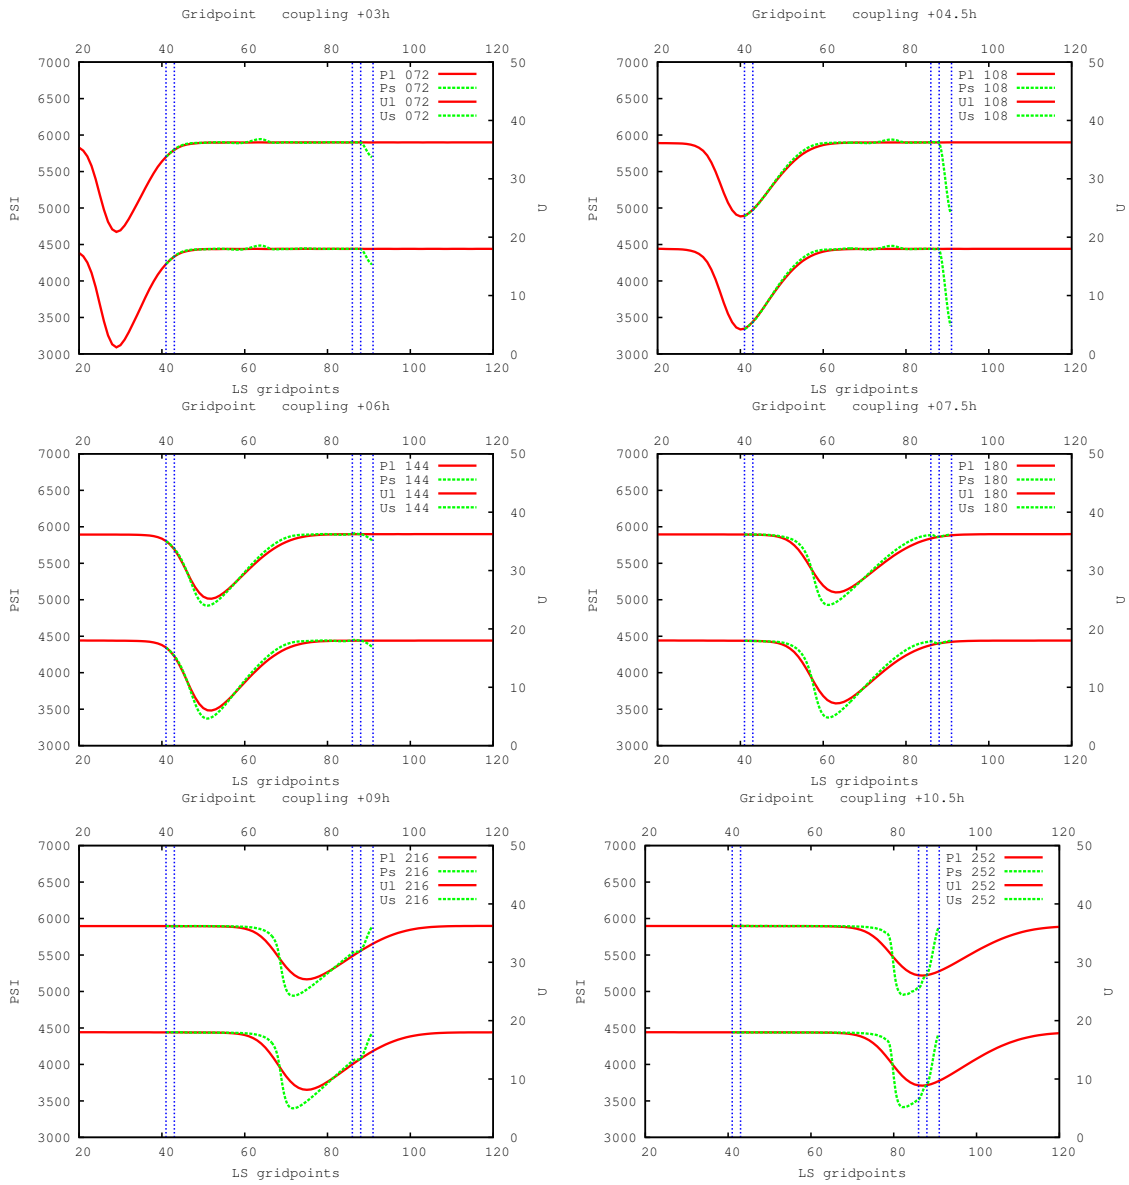 Gridpoint   coupling +03h
20 40 60 80 100 120
7000 Pl 072 50
6500 Ps 072
Ul 072
6000 Us 072 40
5500
PSI 5000 30 U
4500 20
4000
3500 10
3000 0
20 40 60 80 100 120
LS gridpoints
Gridpoint   coupling +04.5h
20 40 60 80 100 120
7000 Pl 108 50
6500 Ps 108
Ul 108
6000 Us 108 40
5500
PSI 5000 30 U
4500 20
4000
3500 10
3000 0
20 40 60 80 100 120
LS gridpoints
Gridpoint   coupling +06h
20 40 60 80 100 120
7000 Pl 144 50
6500 Ps 144
Ul 144
6000 Us 144 40
5500
PSI 5000 30 U
4500 20
4000
3500 10
3000 0
20 40 60 80 100 120
LS gridpoints
Gridpoint   coupling +07.5h
20 40 60 80 100 120
7000 Pl 180 50
6500 Ps 180
Ul 180
6000 Us 180 40
5500
PSI 5000 30 U
4500 20
4000
3500 10
3000 0
20 40 60 80 100 120
LS gridpoints
Gridpoint   coupling +09h
20 40 60 80 100 120
7000 Pl 216 50
6500 Ps 216
Ul 216
6000 Us 216 40
5500
PSI 5000 30 U
4500 20
4000
3500 10
3000 0
20 40 60 80 100 120
LS gridpoints
Gridpoint   coupling +10.5h
20 40 60 80 100 120
7000 Pl 252 50
6500 Ps 252
Ul 252
6000 Us 252 40
5500
PSI 5000 30 U
4500 20
4000
3500 10
3000 0
20 40 60 80 100 120
LS gridpoints